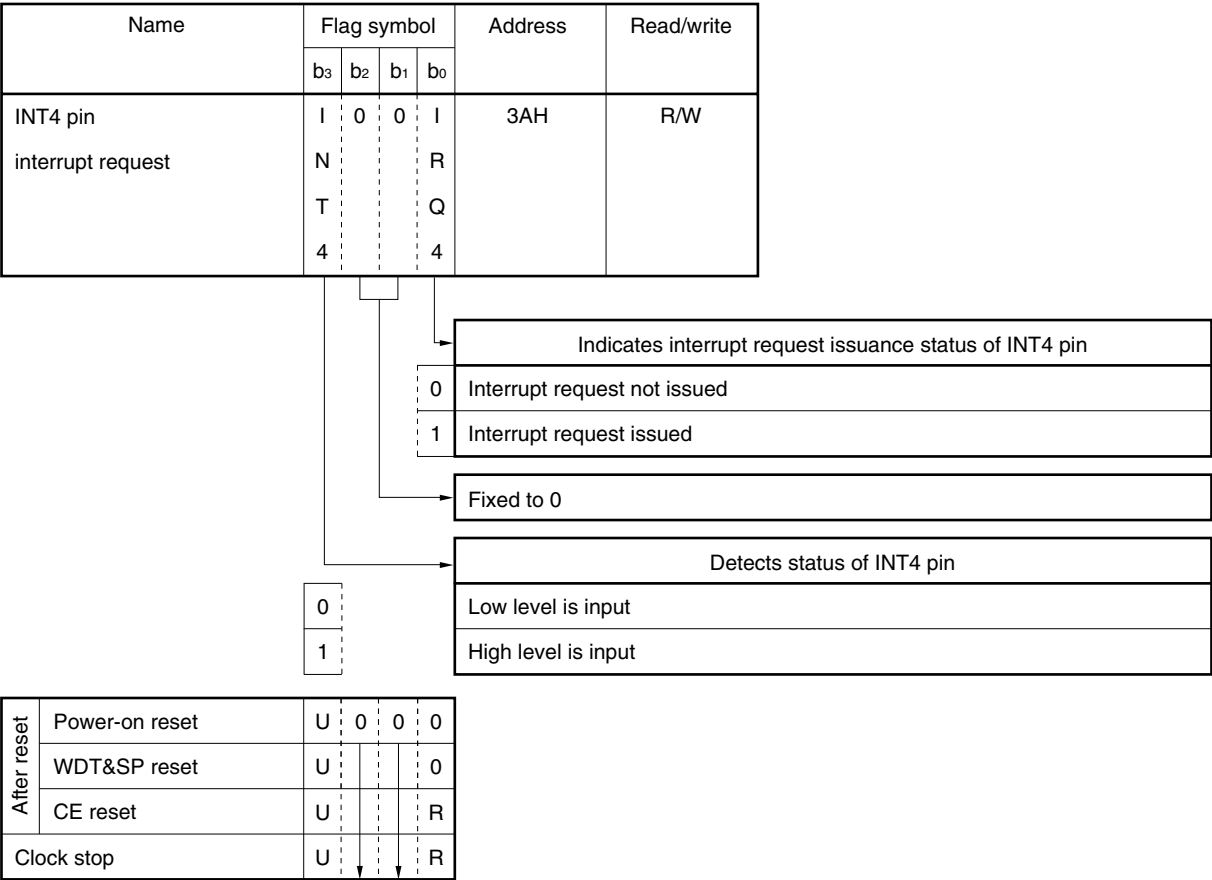 Name Flag symbol Address Read/write
b3 b2 b1 b0
INT4 pin I 0 0 I 3AH R/W
interrupt request N R
T Q
4 4
Indicates interrupt request issuance status of INT4 pin
0 Interrupt request not issued
1 Interrupt request issued
Fixed to 0
Detects status of INT4 pin
0 Low level is input
1 High level is input
After reset
Power-on reset U 0 0 0
WDT&SP reset U 0
CE reset U R
Clock stop U R